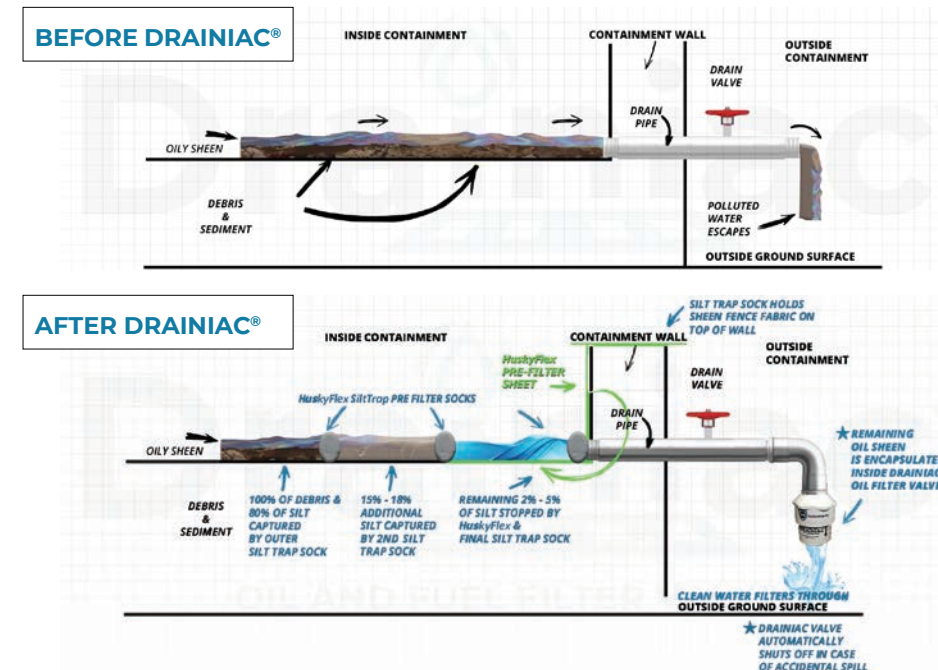 BEFORE DRAINIAC®
INSIDE CONTAINMENT
CONTAINMENT WALL
OUTSIDE
CONTAINMENT
DRAIN
VALVE
DRAIN
PIPE
OILY SHEEN
DEBRIS
&
SEDIMENT
POLLUTED
WATER
ESCAPES
OUTSIDE GROUND SURFACE
AFTER DRAINIAC®
SILT TRAP SOCK HOLDS
SHEEN FENCE FABRIC ON
TOP OF WALL
INSIDE CONTAINMENT
CONTAINMENT WALL
OUTSIDE
CONTAINMENT
HuskyFlex
PRE-FILTER
SHEET
DRAIN
VALVE
HuskyFlex SiltTrap PRE FILTER SOCKS
DRAIN
PIPE
OILY SHEEN
REMAINING
OIL SHEEN
IS ENCAPSULATE
INSIDE DRAINIAC
OIL FILTER VALVE
DEBRIS
&
SEDIMENT
100% OF DEBRIS &
80% OF SILT
CAPTURED
BY OUTER
SILT TRAP SOCK
15% - 18%
ADDITIONAL
SILT CAPTURED
BY 2ND SILT
TRAP SOCK
REMAINING 2% - 5%
OF SILT STOPPED BY
HuskyFlex &
FINAL SILT TRAP SOCK
CLEAN WATER FILTERS THROUGH
OUTSIDE GROUND SURFACE
DRAINIAC VALVE
AUTOMATICALLY
SHUTS OFF IN CASE
OF ACCIDENTAL SPILL
Drainiac
OIL AND FUEL FILTER